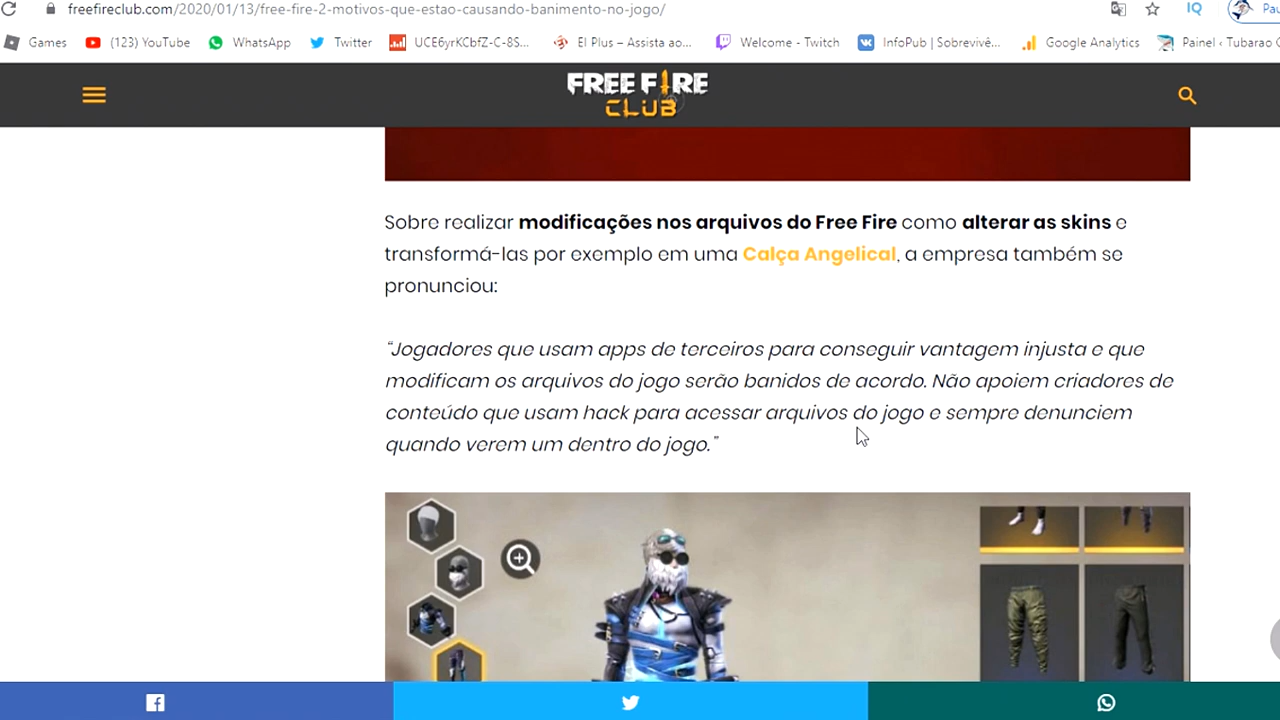 freefireclub.com/2020/01/13/free-fire-2-motivos-que-estao-causando-banimento-no-jogo/
IQ
Pau
Games
(123) YouTube
WhatsApp
Twitter
UCE6yrKCbfZ-C-8S...
El Plus – Assista ao...
Welcome - Twitch
InfoPub | Sobrevivê...
Google Analytics
Painel ‹ Tubarao G
FREE FIRE
CLUB
Sobre realizar modificações nos arquivos do Free Fire como alterar as skins e
transformá-las por exemplo em uma Calça Angelical, a empresa também se
pronunciou:
“Jogadores que usam apps de terceiros para conseguir vantagem injusta e que
modificam os arquivos do jogo serão banidos de acordo. Não apoiem criadores de
conteúdo que usam hack para acessar arquivos do jogo e sempre denunciem
quando verem um dentro do jogo.”